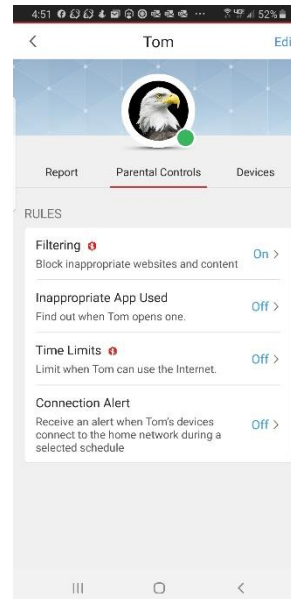 4:51 52%
Tom Edi
Report Parental Controls Devices
RULES
Filtering
Block inappropriate websites and content
On >
Inappropriate App Used
Find out when Tom opens one.
Off >
Time Limits
Limit when Tom can use the Internet.
Off >
Connection Alert
Receive an alert when Tom's devices
connect to the home network during a
selected schedule
Off >